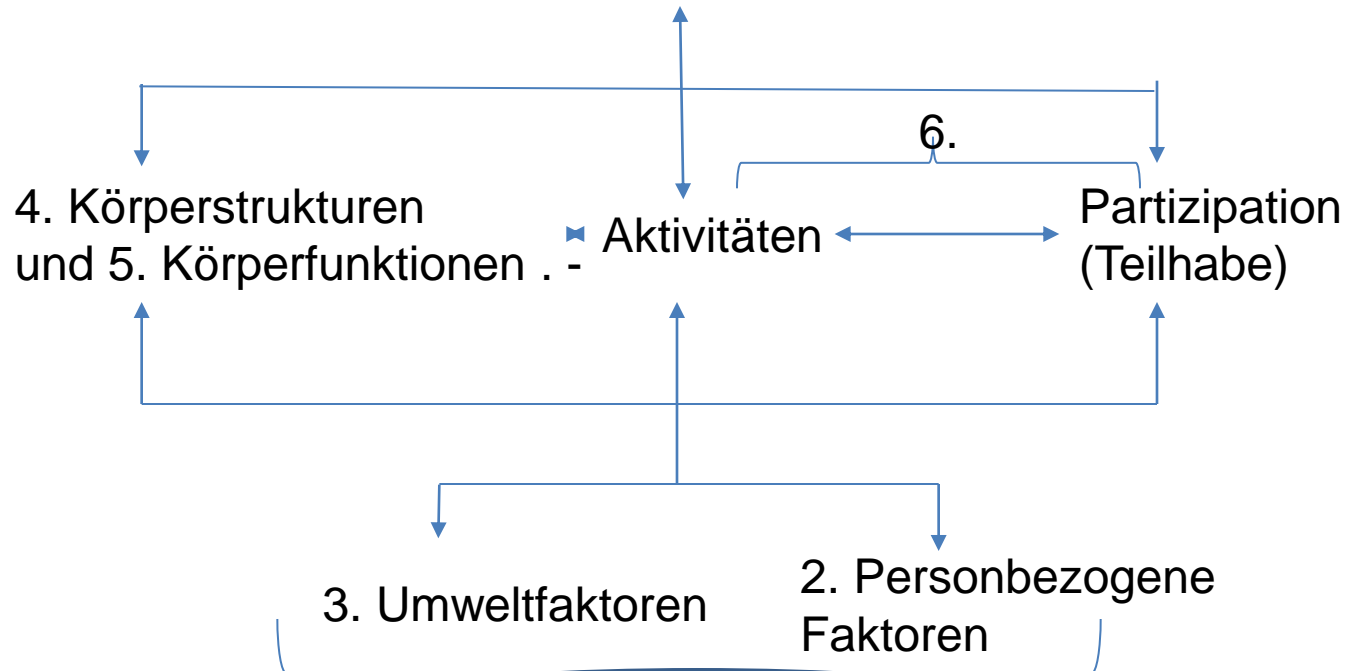 6.
4. Körperstrukturen
und 5. Körperfunktionen . -
Aktivitäten
Partizipation
(Teilhabe)
3. Umweltfaktoren
2. Personbezogene
Faktoren